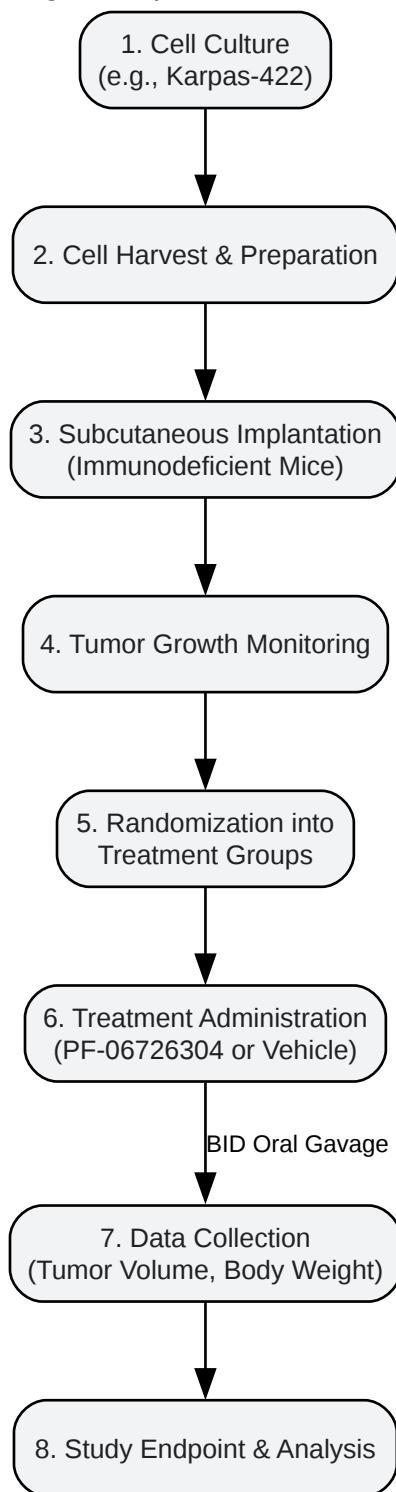 1. Cell Culture
(e.g., Karpas-422)
2. Cell Harvest & Preparation
3. Subcutaneous Implantation
(Immunodeficient Mice)
4. Tumor Growth Monitoring
5. Randomization into
Treatment Groups
6. Treatment Administration
(PF-06726304 or Vehicle)
BID Oral Gavage
7. Data Collection
(Tumor Volume, Body Weight)
8. Study Endpoint & Analysis